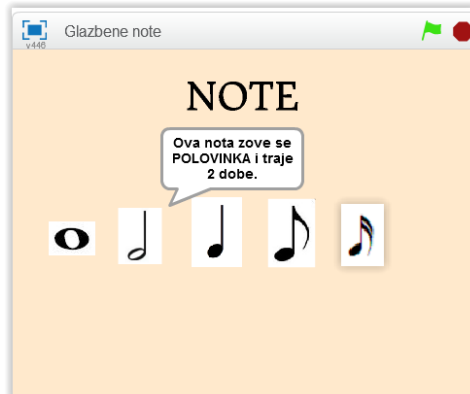 Glazbene note
v446
NOTE
Ova nota zove se
POLOVINKA i traje
2 dobe.